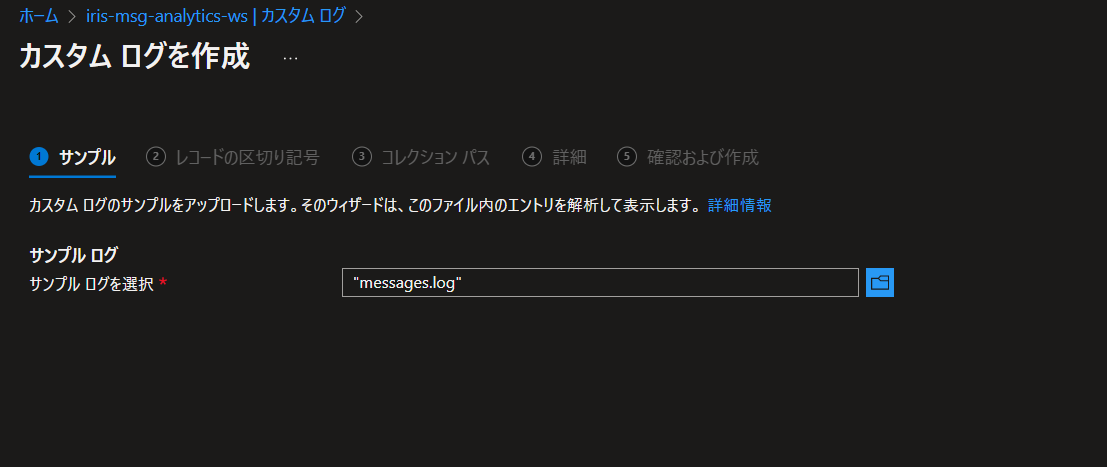 ホーム > iris-msg-analytics-ws | カスタム ログ >
カスタム ログを作成 ...
1 サンプル 2 レコードの区切り記号 3 コレクション パス 4 詳細 5 確認および作成
カスタム ログのサンプルをアップロードします。そのウィザードは、このファイル内のエントリを解析して表示します。 詳細情報
サンプル ログ
サンプル ログを選択 * "messages.log"